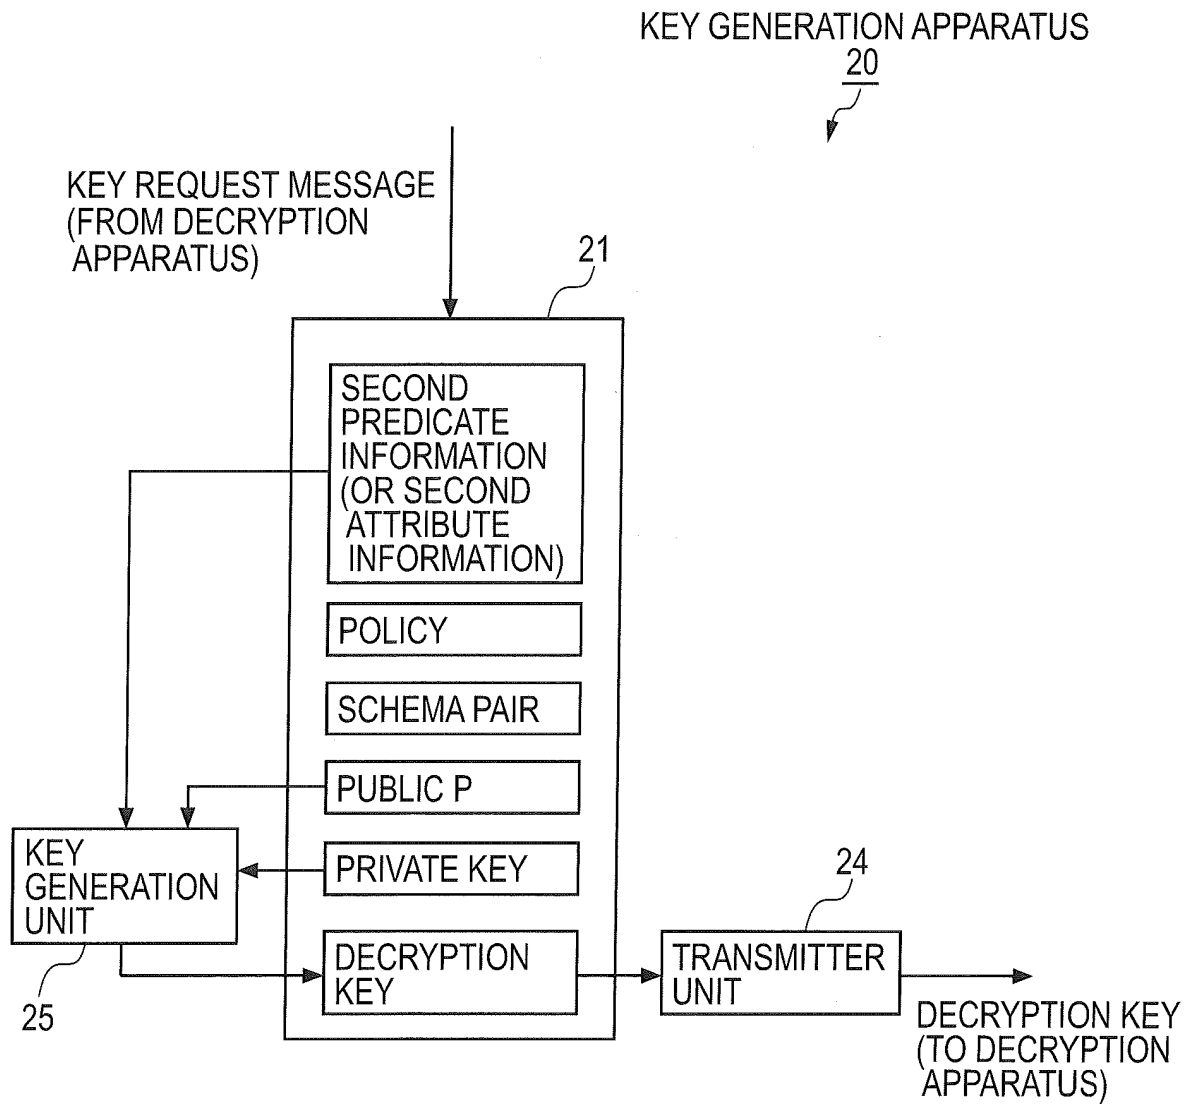 KEY GENERATION APPARATUS
20
KEY REQUEST MESSAGE
(FROM DECRYPTION
APPARATUS)
21
SECOND
PREDICATE
INFORMATION
(OR SECOND
ATTRIBUTE
INFORMATION)
POLICY
SCHEMA PAIR
PUBLIC P
KEY
GENERATION
UNIT
PRIVATE KEY
24
DECRYPTION
KEY
TRANSMITTER
UNIT
25
DECRYPTION KEY
(TO DECRYPTION
APPARATUS)